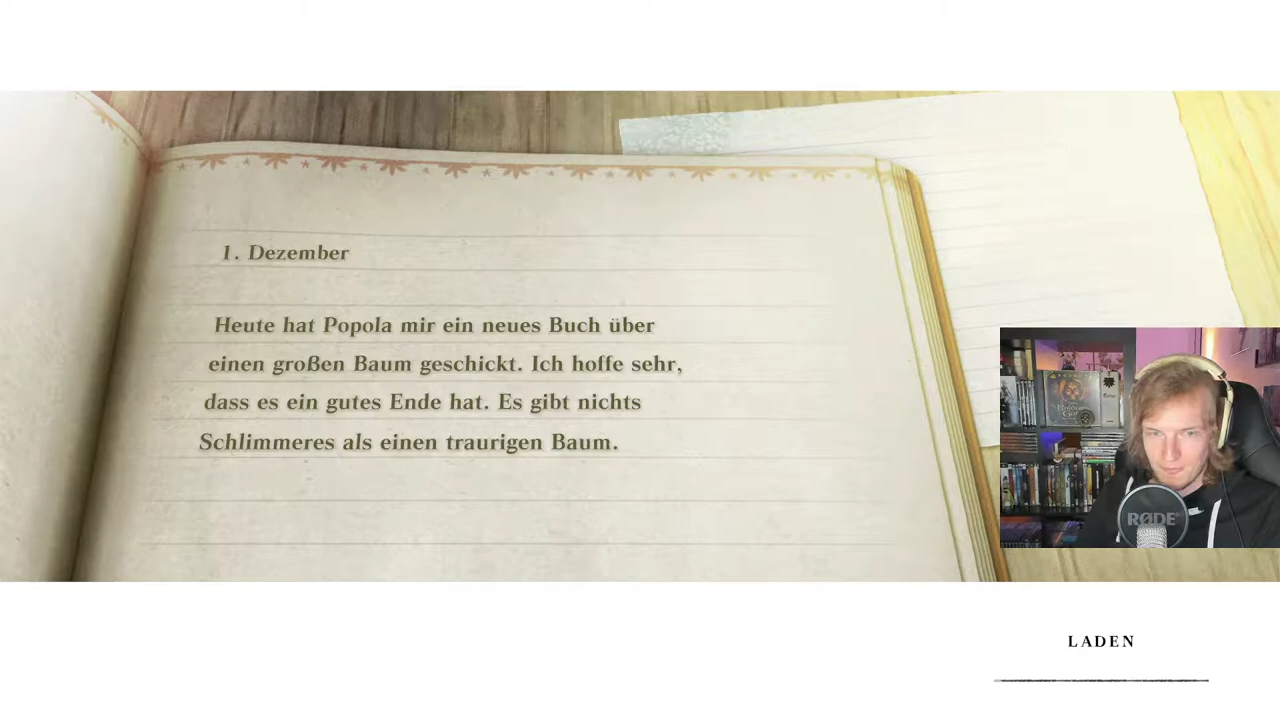 1. Dezember
Heute hat Popola mir ein neues Buch über
einen großen Baum geschickt. Ich hoffe sehr,
dass es ein gutes Ende hat. Es gibt nichts
Schlimmeres als einen traurigen Baum.
RØDE
LADEN